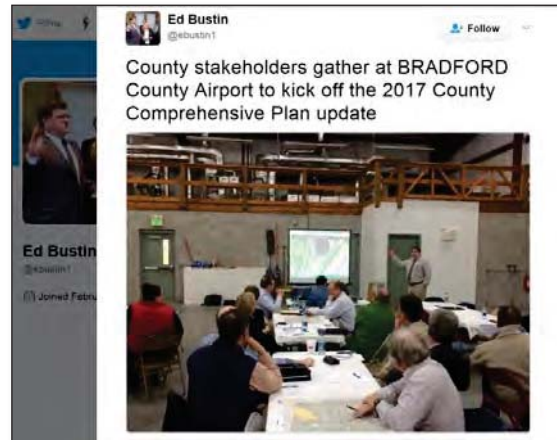 Ed Bustin
@ebustin1
Follow
County stakeholders gather at BRADFORD
County Airport to kick off the 2017 County
Comprehensive Plan update
Ed Bustin
@ebustin1
Joined Febru